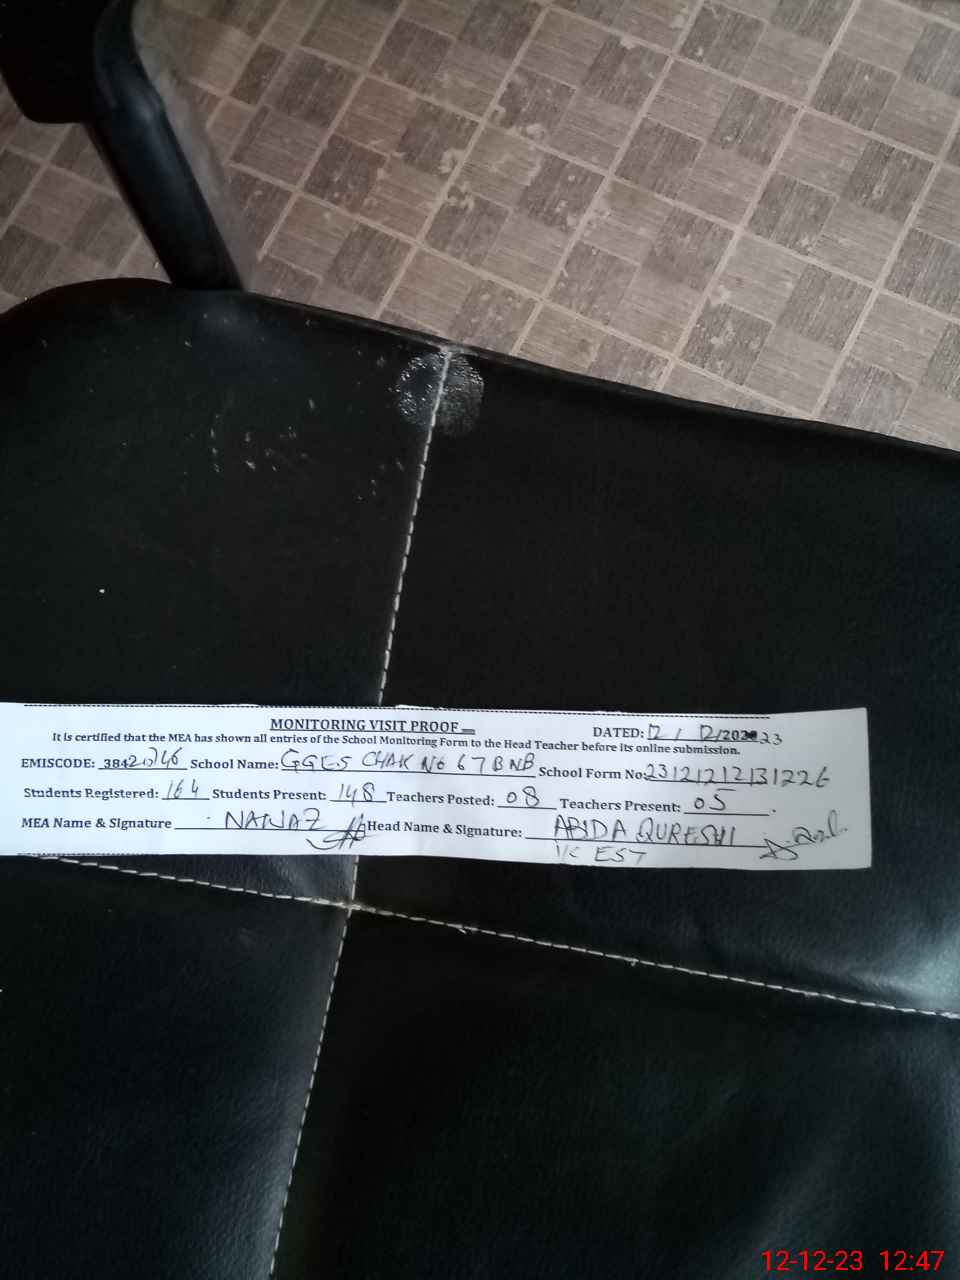 MONITORING VISIT PROOF
DATED: 12/12/2023
It is certified that the MEA has shown all entries of the School Monitoring Form to the Head Teacher before its online submission.
EMISCODE: School Name: GGES CHAK No 67 BNB School Form No: 23121212131226
Students Registered: 164 Students Present: 148 Teachers Posted: 08 Teachers Present: 05.
MEA Name & Signature NAWAZ Head Name & Signature: ABIDA QURESHI
I/C EST
12-12-23 12:47